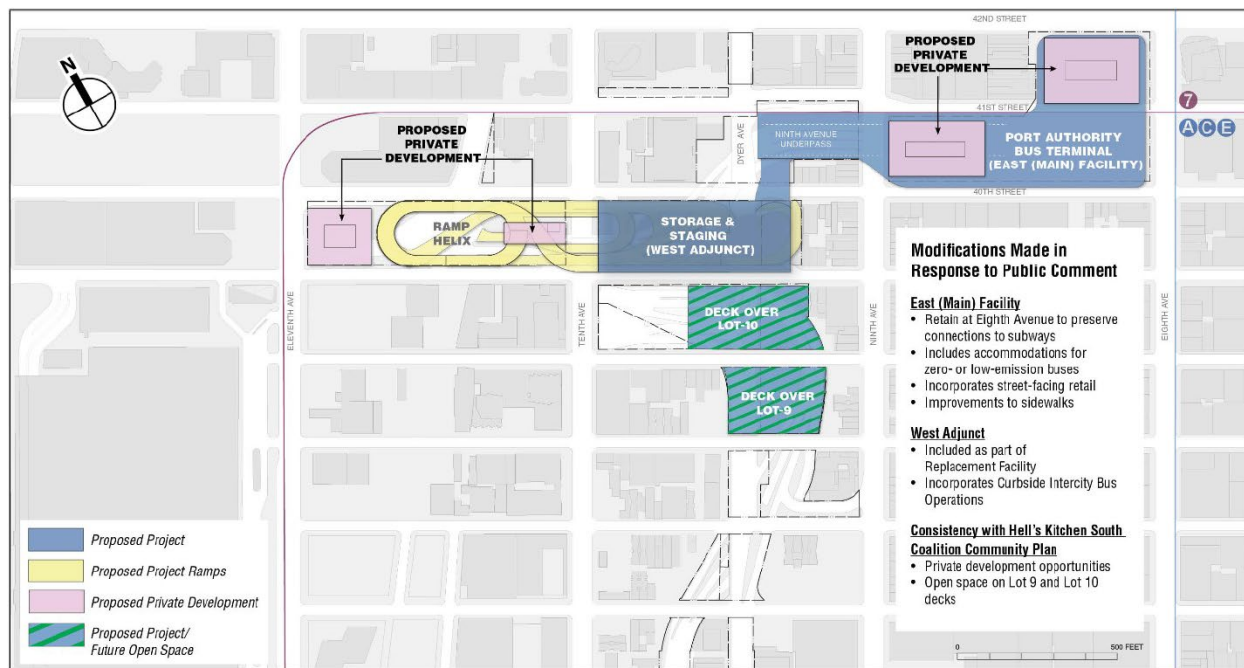 42ND STREET
N
PROPOSED
PRIVATE
DEVELOPMENT
41ST STREET
7
A C E
PROPOSED
PRIVATE
DEVELOPMENT
DYER AVE
NINTH AVENUE
UNDERPASS
PORT AUTHORITY
BUS TERMINAL
(EAST (MAIN) FACILITY)
40TH STREET
RAMP
HELIX
STORAGE &
STAGING
(WEST ADJUNCT)
ELEVENTH AVE
TENTH AVE
NINTH AVE
EIGHTH AVE
DECK OVER
LOT-10
DECK OVER
LOT-9
Modifications Made in
Response to Public Comment
East (Main) Facility
• Retain at Eighth Avenue to preserve
connections to subways
• Includes accommodations for
zero- or low-emission buses
• Incorporates street-facing retail
• Improvements to sidewalks
West Adjunct
• Included as part of
Replacement Facility
• Incorporates Curbside Intercity Bus
Operations
Consistency with Hell's Kitchen South
Coalition Community Plan
• Private development opportunities
• Open space on Lot 9 and Lot 10
decks
Proposed Project
Proposed Project Ramps
Proposed Private Development
Proposed Project/
Future Open Space
0 500 FEET